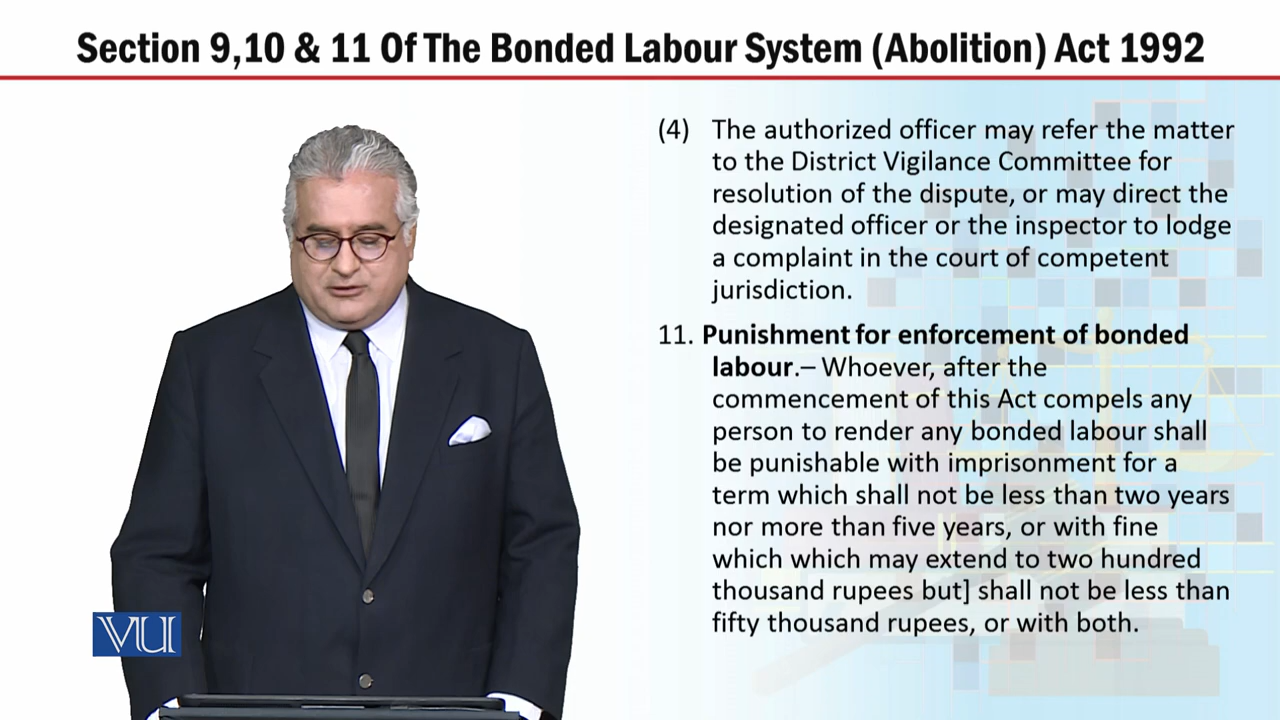 Section 9,10 & 11 Of The Bonded Labour System (Abolition) Act 1992
(4) The authorized officer may refer the matter
to the District Vigilance Committee for
resolution of the dispute, or may direct the
designated officer or the inspector to lodge
a complaint in the court of competent
jurisdiction.
11. Punishment for enforcement of bonded
labour.– Whoever, after the
commencement of this Act compels any
person to render any bonded labour shall
be punishable with imprisonment for a
term which shall not be less than two years
nor more than five years, or with fine
which which may extend to two hundred
thousand rupees but] shall not be less than
fifty thousand rupees, or with both.
VU